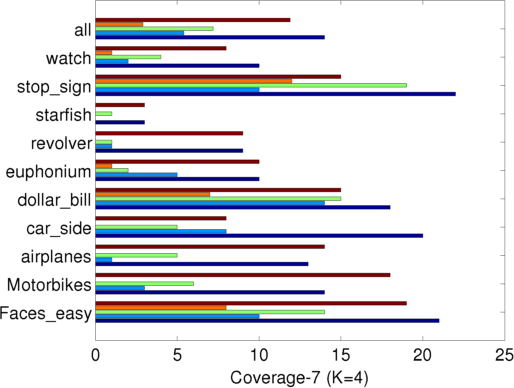 all
watch
stop_sign
starfish
revolver
euphonium
dollar_bill
car_side
airplanes
Motorbikes
Faces_easy
0 5 10 15 20 25
Coverage-7 (K=4)